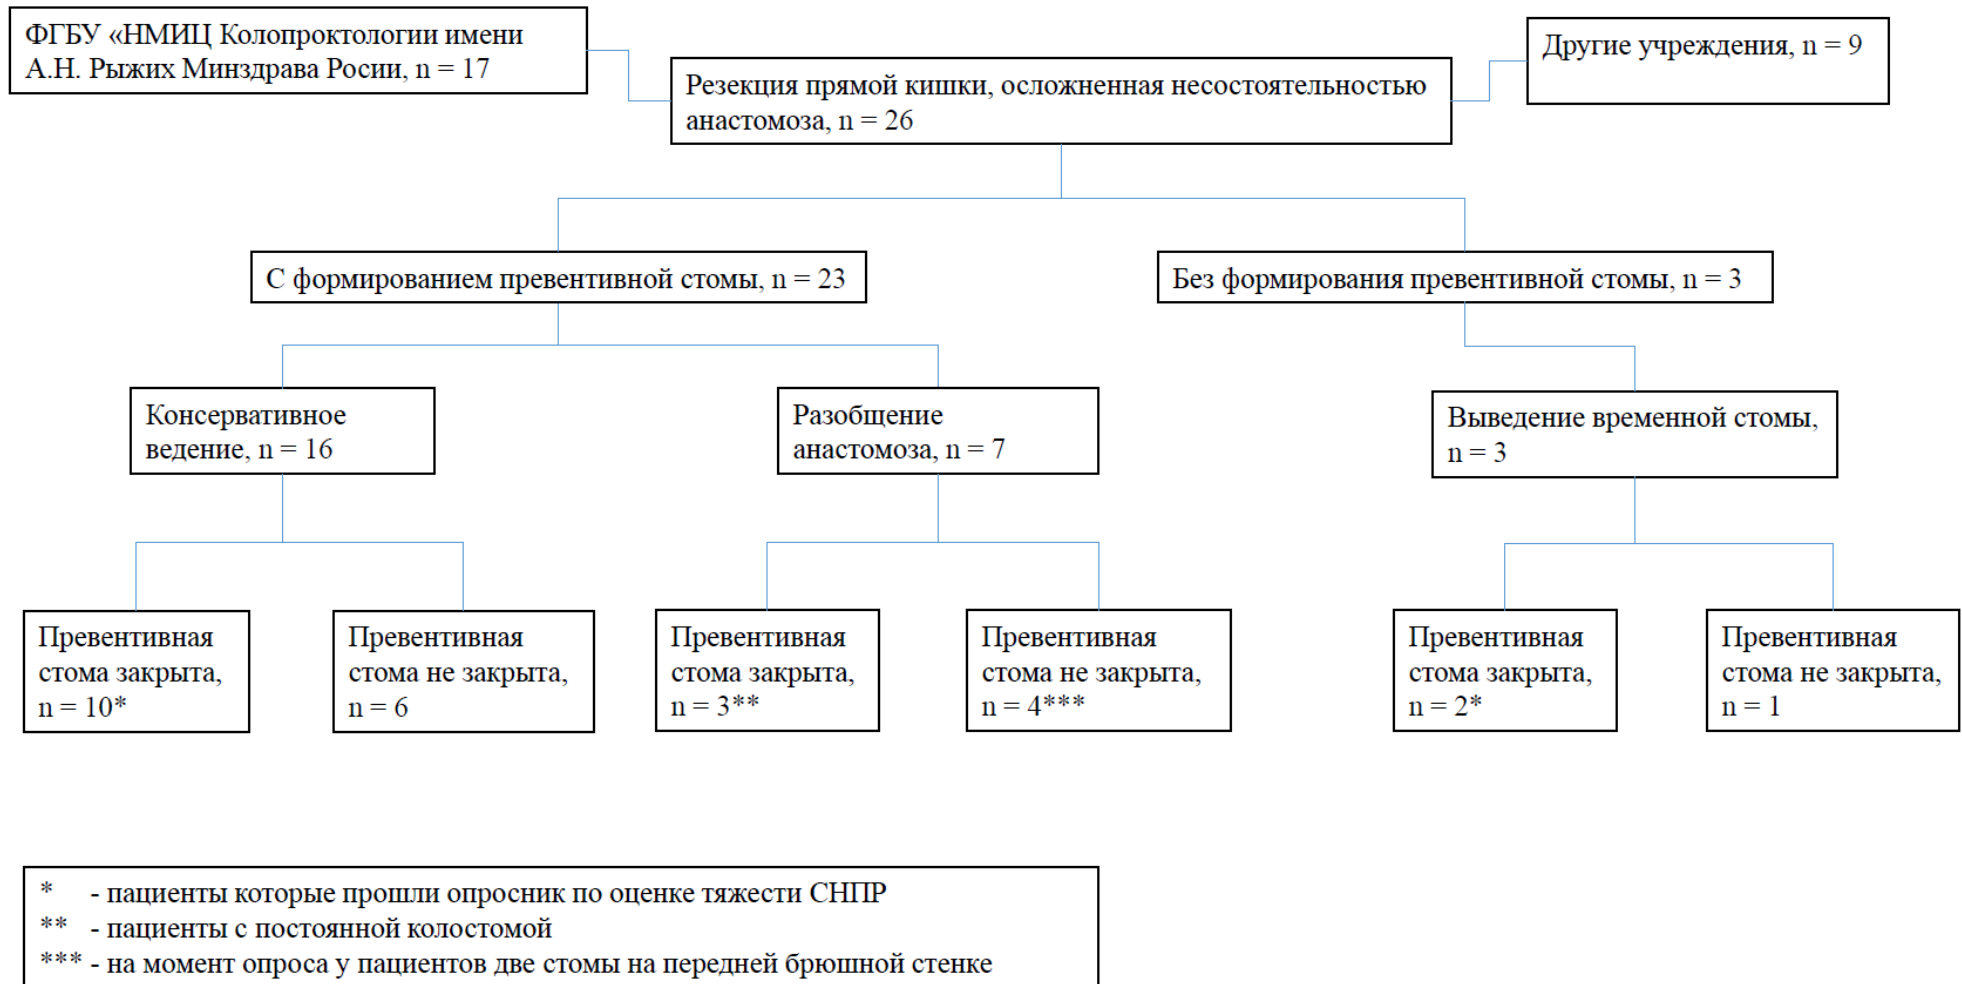 ФГБУ «НМИЦ Колопроктологии имени
А.Н. Рыжих Минздрава Росии, n = 17
Другие учреждения, n = 9
Резекция прямой кишки, осложненная несостоятельностью
анастомоза, n = 26
С формированием превентивной стомы, n = 23
Без формирования превентивной стомы, n = 3
Консервативное
ведение, n = 16
Разобщение
анастомоза, n = 7
Выведение временной стомы,
n = 3
Превентивная
стома закрыта,
n = 10*
Превентивная
стома не закрыта,
n = 6
Превентивная
стома закрыта,
n = 3**
Превентивная
стома не закрыта,
n = 4***
Превентивная
стома закрыта,
n = 2*
Превентивная
стома не закрыта,
n = 1
* - пациенты которые прошли опросник по оценке тяжести СНПР
** - пациенты с постоянной колостомой
*** - на момент опроса у пациентов две стомы на передней брюшной стенке